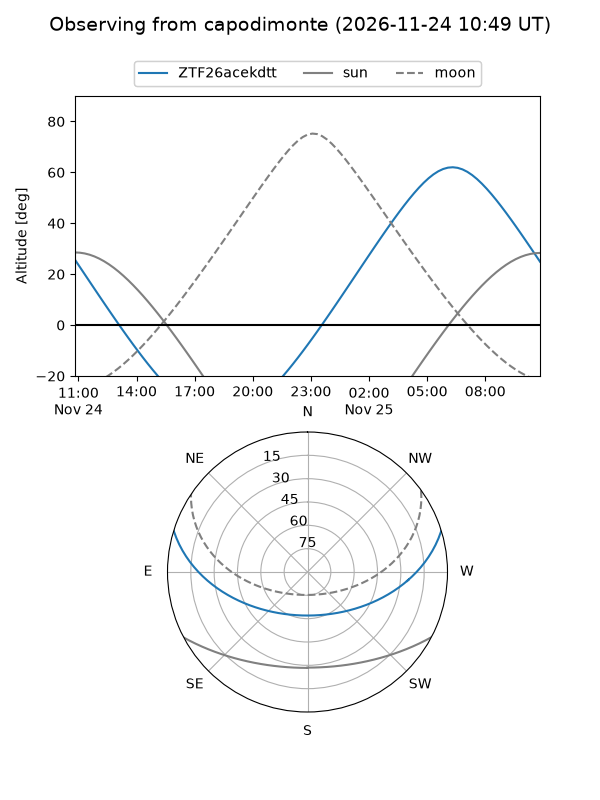 Observing from capodimonte (2026-11-24 10:49 UT)
ZTF26acekdtt sun moon
Altitude [deg]
80
60
40
20
0
−20
11:00 14:00 17:00 20:00 23:00 02:00 05:00 08:00
Nov 24 Nov 25
N
NE NW
15
30
45
60
75
E W
SE SW
S